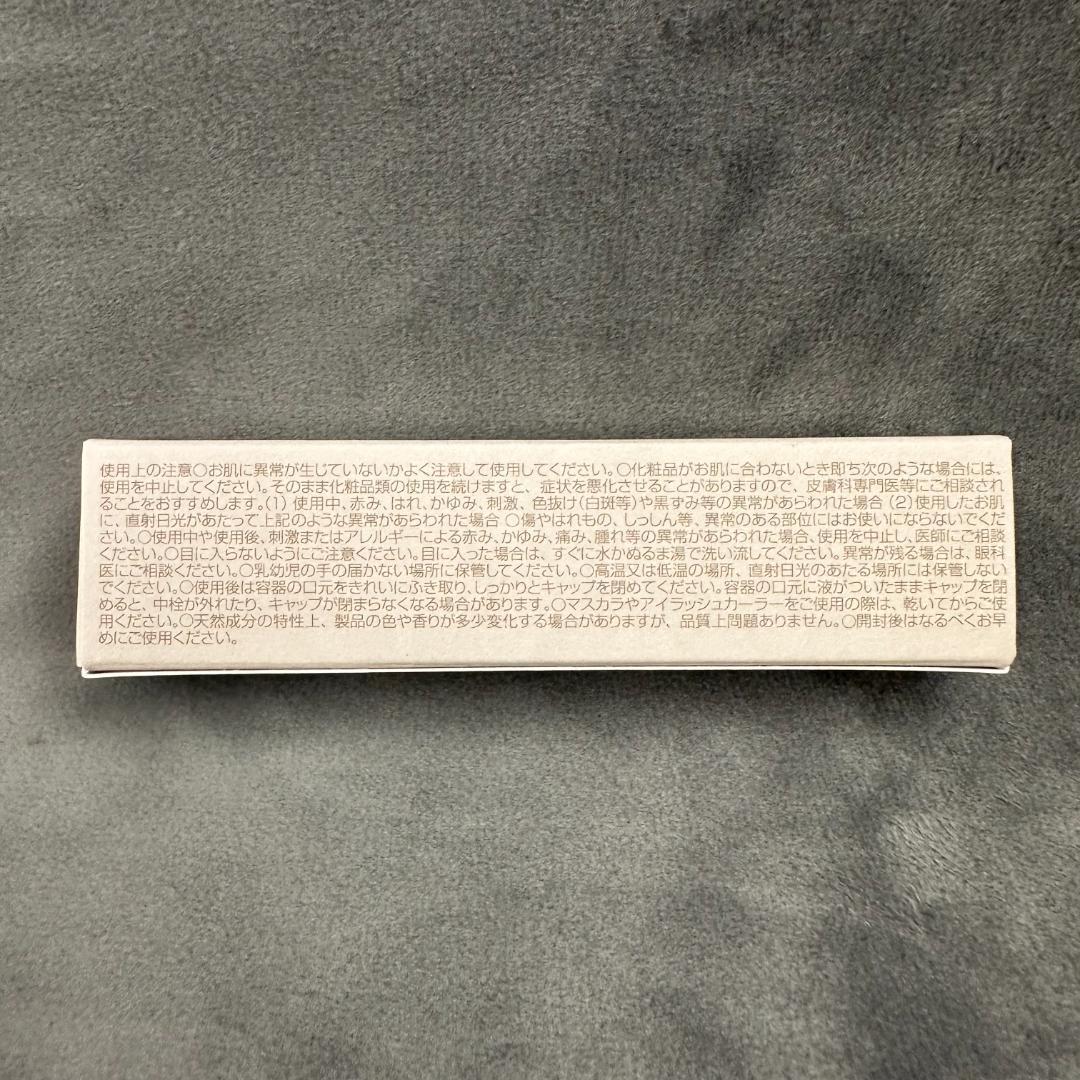 使用上の注意○お肌に異常が生じていないかよく注意して使用してください。○化粧品がお肌に合わないとき即ち次のような場合には、
使用を中止してください。そのまま化粧品類の使用を続けますと、症状を悪化させることがありますので、皮膚科専門医等にご相談され
ることをおすすめします。(1) 使用中、赤み、はれ、かゆみ、刺激、色抜け(白斑等)や黒ずみ等の異常があらわれた場合 (2) 使用したお肌
に、直射日光があたって上記のような異常があらわれた場合 ○傷やはれもの、しっしん等、異常のある部位にはお使いにならないでくだ
さい。○使用中や使用後、刺激またはアレルギーによる赤み、かゆみ、痛み、腫れ等の異常があらわれた場合、使用を中止し、医師にご相談
ください。○目に入らないようにご注意ください。目に入った場合は、すぐに水かぬるま湯で洗い流してください。異常が残る場合は、眼科
医にご相談ください。○乳幼児の手の届かない場所に保管してください。○高温又は低温の場所、直射日光のあたる場所には保管しない
でください。○使用後は容器の口元をきれいにふき取り、しっかりとキャップを閉めてください。容器の口元に液がついたままキャップを閉
めると、中栓が外れたり、キャップが閉まらなくなる場合があります。○マスカラやアイラッシュカーラーをご使用の際は、乾いてからご使
用ください。○天然成分の特性上、製品の色や香りが多少変化する場合がありますが、品質上問題ありません。○開封後はなるべくお早
めにご使用ください。